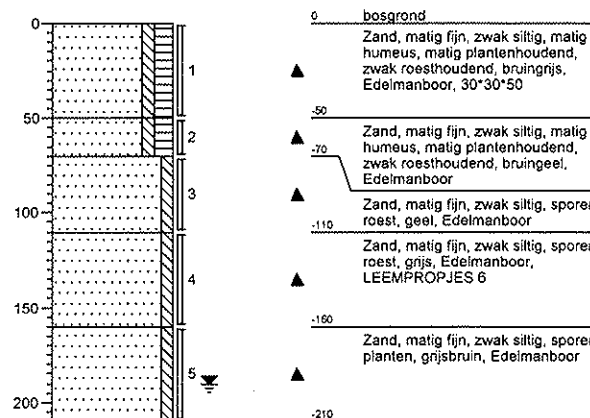 0
50
100
150
200
1
2
3
4
5
0 bosgrond
Zand, matig fijn, zwak siltig, matig
humeus, matig plantenhoudend,
zwak roesthoudend, bruingrijs,
Edelmanboor, 30*30*50
-50
Zand, matig fijn, zwak siltig, matig
humeus, matig plantenhoudend,
zwak roesthoudend, bruingeel,
Edelmanboor
-70
Zand, matig fijn, zwak siltig, sporen
roest, geel, Edelmanboor
-110
Zand, matig fijn, zwak siltig, sporen
roest, grijs, Edelmanboor,
LEEMPROPJES 6
-160
Zand, matig fijn, zwak siltig, sporen
planten, grijsbruin, Edelmanboor
-210